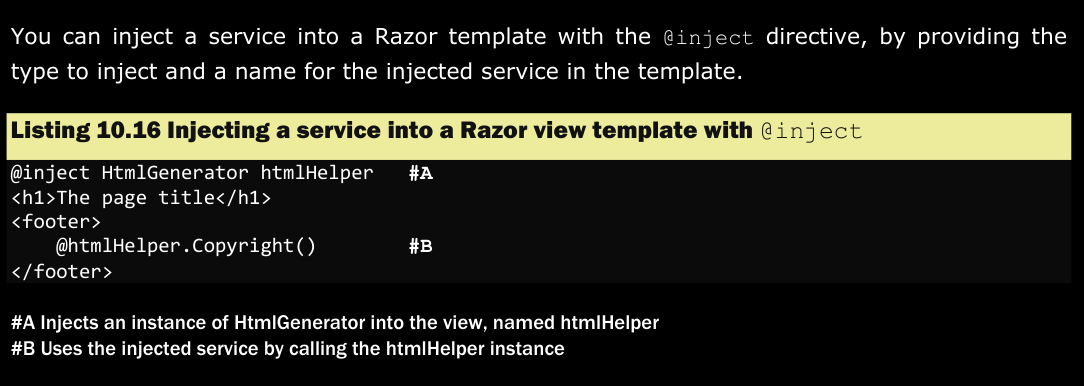 You can inject a service into a Razor template with the @inject directive, by providing the
type to inject and a name for the injected service in the template.
Listing 10.16 Injecting a service into a Razor view template with @inject
@inject HtmlGenerator htmlHelper   #A
<h1>The page title</h1>
<footer>
    @htmlHelper.Copyright()        #B
</footer>
#A Injects an instance of HtmlGenerator into the view, named htmlHelper
#B Uses the injected service by calling the htmlHelper instance